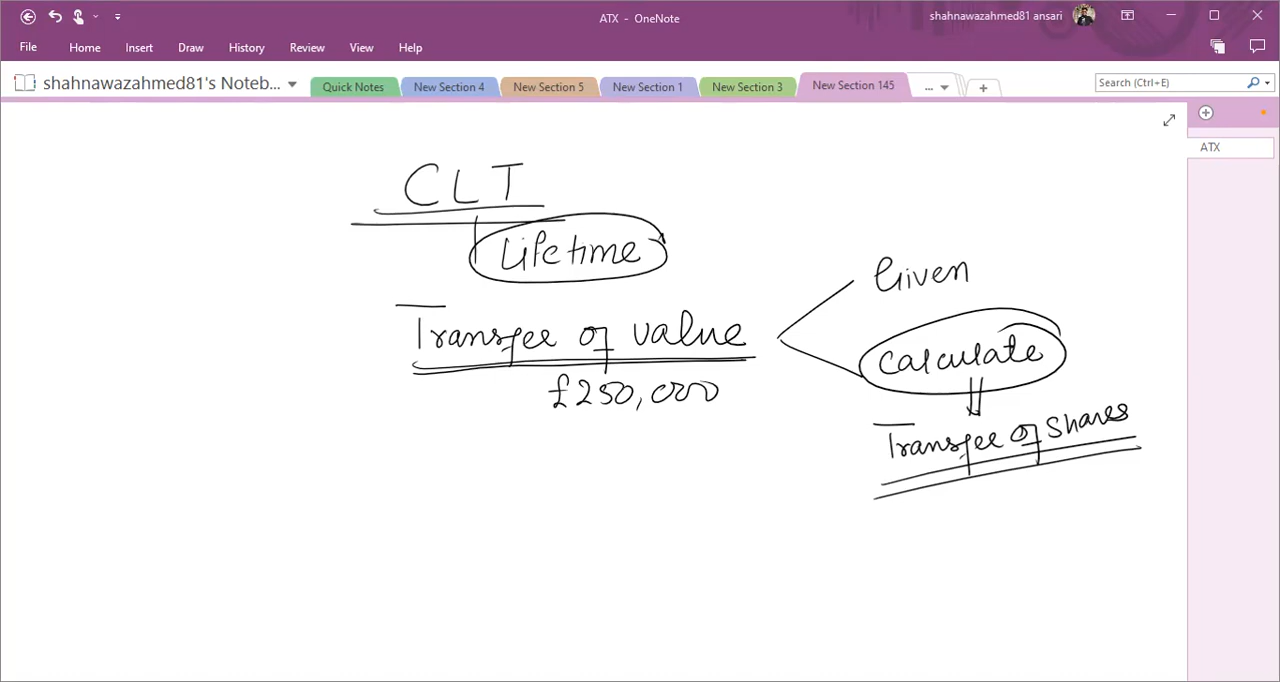 ATX - OneNote
shahnawazahmed81 ansari
File Home Insert Draw History Review View Help
shahnawazahmed81's Noteb...
Quick Notes New Section 4 New Section 5 New Section 1 New Section 3 New Section 145 ...
Search (Ctrl+E)
ATX
CLT
Lifetime
Given
Transfer of value
Calculate
£250,000
Transfer of Shares